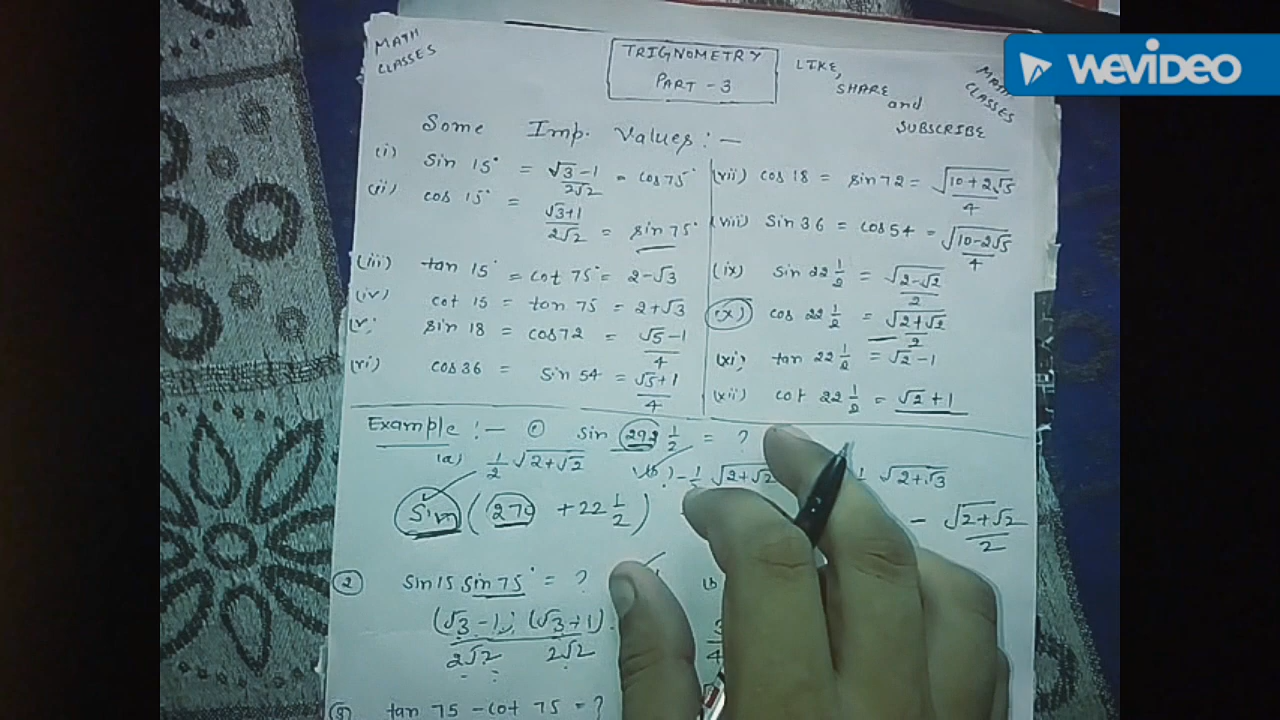 MATH CLASSES
TRIGNOMETRY
PART - 3
LIKE, SHARE and SUBSCRIBE
MATH CLASSES
WEVIDEO
Some Imp. Values :-
(i) Sin 15° = √3-1/2√2 = cos 75°
(ii) cos 15° = √3+1/2√2 = sin 75°
(iii) tan 15° = cot 75° = 2-√3
(iv) cot 15 = tan 75 = 2+√3
(v) sin 18 = cos 72 = √5-1/4
(vi) cos 36 = sin 54 = √5+1/4
(vii) cos 18 = sin 72 = √10+2√5/4
(viii) Sin 36 = cos 54 = √10-2√5/4
(ix) sin 22 1/2 = √2-√2/2
(x) cos 22 1/2 = √2+√2/2
(xi) tan 22 1/2 = √2-1
(xii) cot 22 1/2 = √2+1
Example :- ① sin 292 1/2 = ?
(a) 1/2 √2+√2 (b) -1/2 √2+√2 √2+√3
Sin (270 + 22 1/2) - √2+√2/2
② sin 15 sin 75° = ?
(√3-1) (√3+1)
2√2 2√2
③ tan 75 - cot 75 = ?